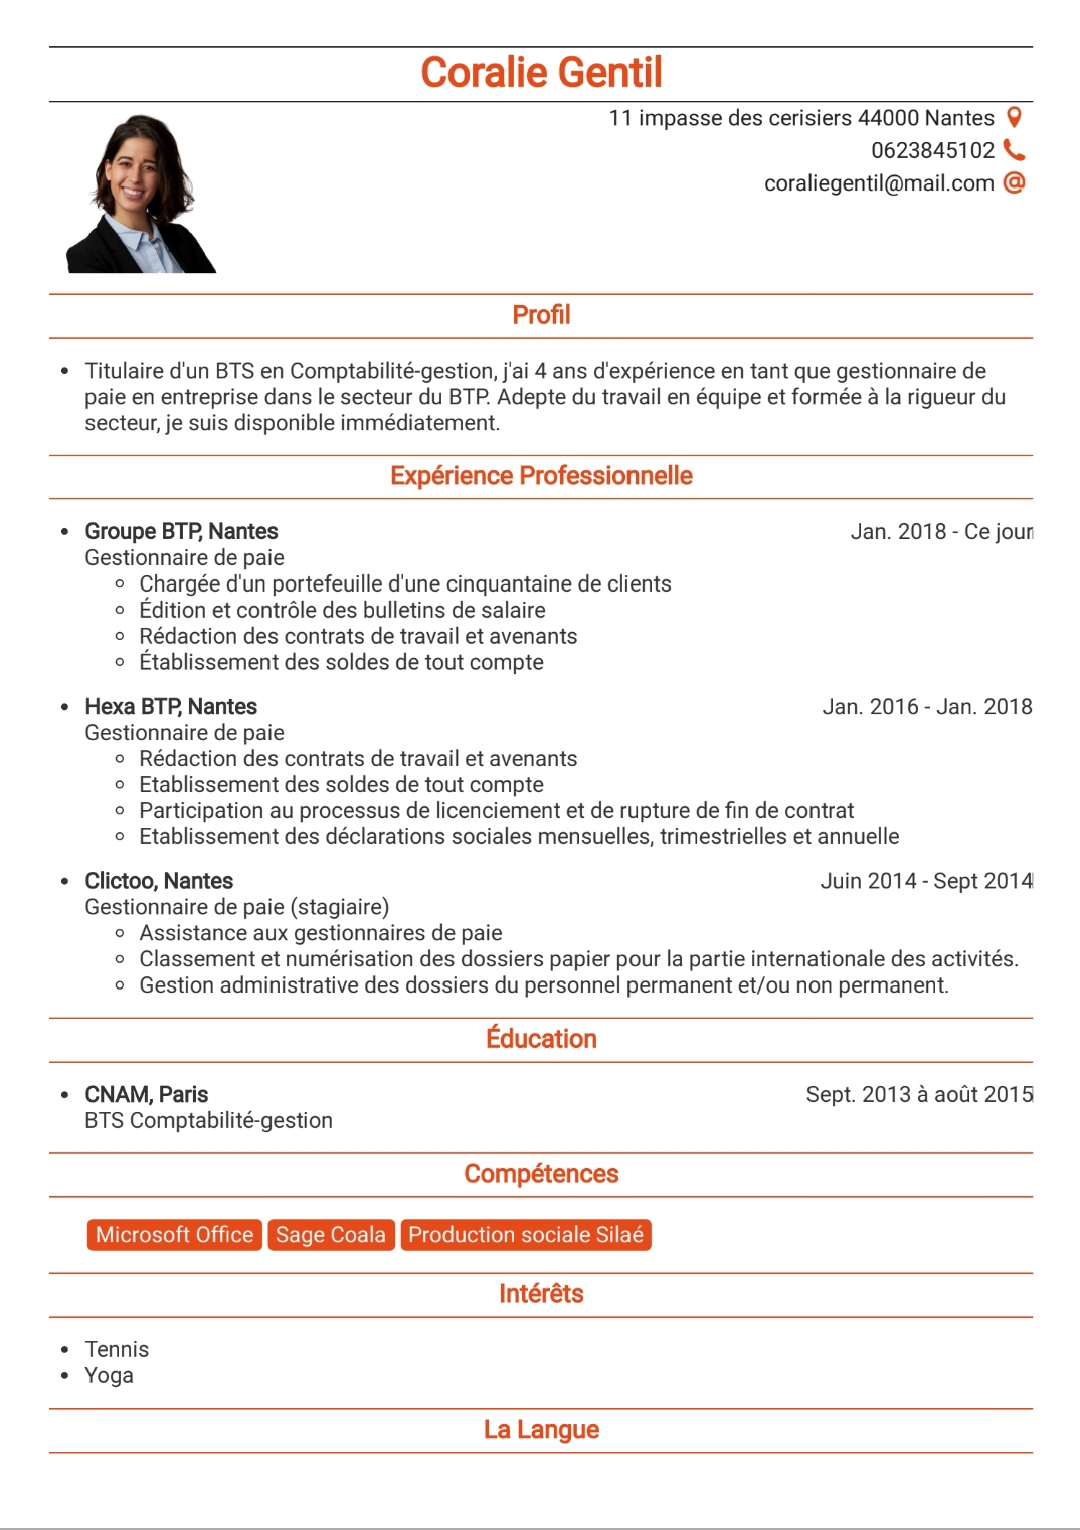 Coralie Gentil
11 impasse des cerisiers 44000 Nantes
0623845102
coraliegentil@mail.com
Profil
Titulaire d'un BTS en Comptabilité-gestion, j'ai 4 ans d'expérience en tant que gestionnaire de
paie en entreprise dans le secteur du BTP. Adepte du travail en équipe et formée à la rigueur du
secteur, je suis disponible immédiatement.
Expérience Professionnelle
Groupe BTP, Nantes Jan. 2018 - Ce jour
Gestionnaire de paie
Chargée d'un portefeuille d'une cinquantaine de clients
Édition et contrôle des bulletins de salaire
Rédaction des contrats de travail et avenants
Établissement des soldes de tout compte
Hexa BTP, Nantes Jan. 2016 - Jan. 2018
Gestionnaire de paie
Rédaction des contrats de travail et avenants
Etablissement des soldes de tout compte
Participation au processus de licenciement et de rupture de fin de contrat
Etablissement des déclarations sociales mensuelles, trimestrielles et annuelle
Clictoo, Nantes Juin 2014 - Sept 2014
Gestionnaire de paie (stagiaire)
Assistance aux gestionnaires de paie
Classement et numérisation des dossiers papier pour la partie internationale des activités.
Gestion administrative des dossiers du personnel permanent et/ou non permanent.
Éducation
CNAM, Paris Sept. 2013 à août 2015
BTS Comptabilité-gestion
Compétences
Microsoft Office Sage Coala Production sociale Silaé
Intérêts
Tennis
Yoga
La Langue